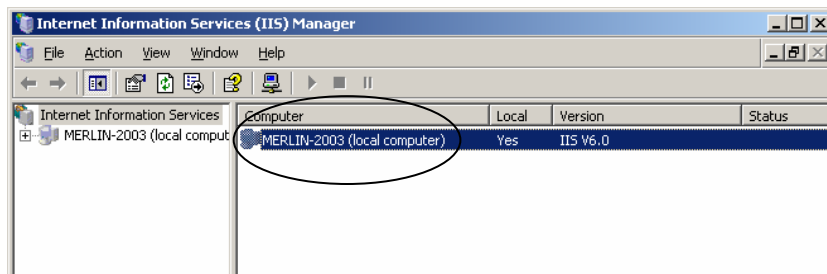 Internet Information Services (IIS) Manager
File Action View Window Help
Internet Information Services
MERLIN-2003 (local comput
Computer Local Version Status
MERLIN-2003 (local computer) Yes IIS V6.0